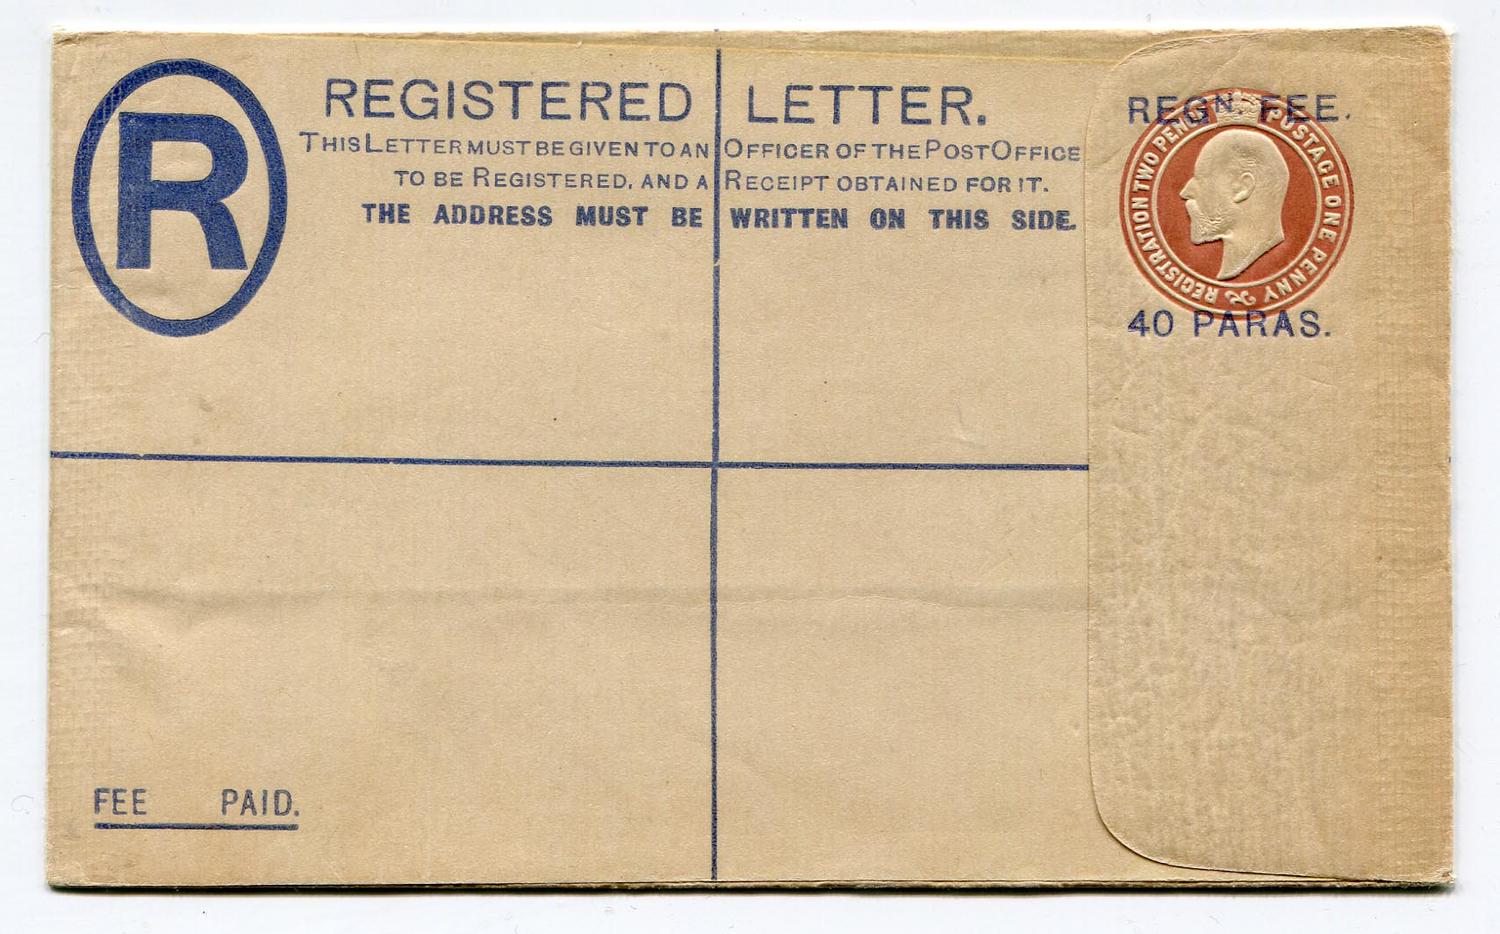 R
REGISTERED LETTER.
THIS LETTER MUST BE GIVEN TO AN OFFICER OF THE POST OFFICE
TO BE REGISTERED, AND A RECEIPT OBTAINED FOR IT.
THE ADDRESS MUST BE WRITTEN ON THIS SIDE.
REGN. FEE.
REGISTRATION TWO PENCE POSTAGE ONE PENNY
40 PARAS.
FEE PAID.